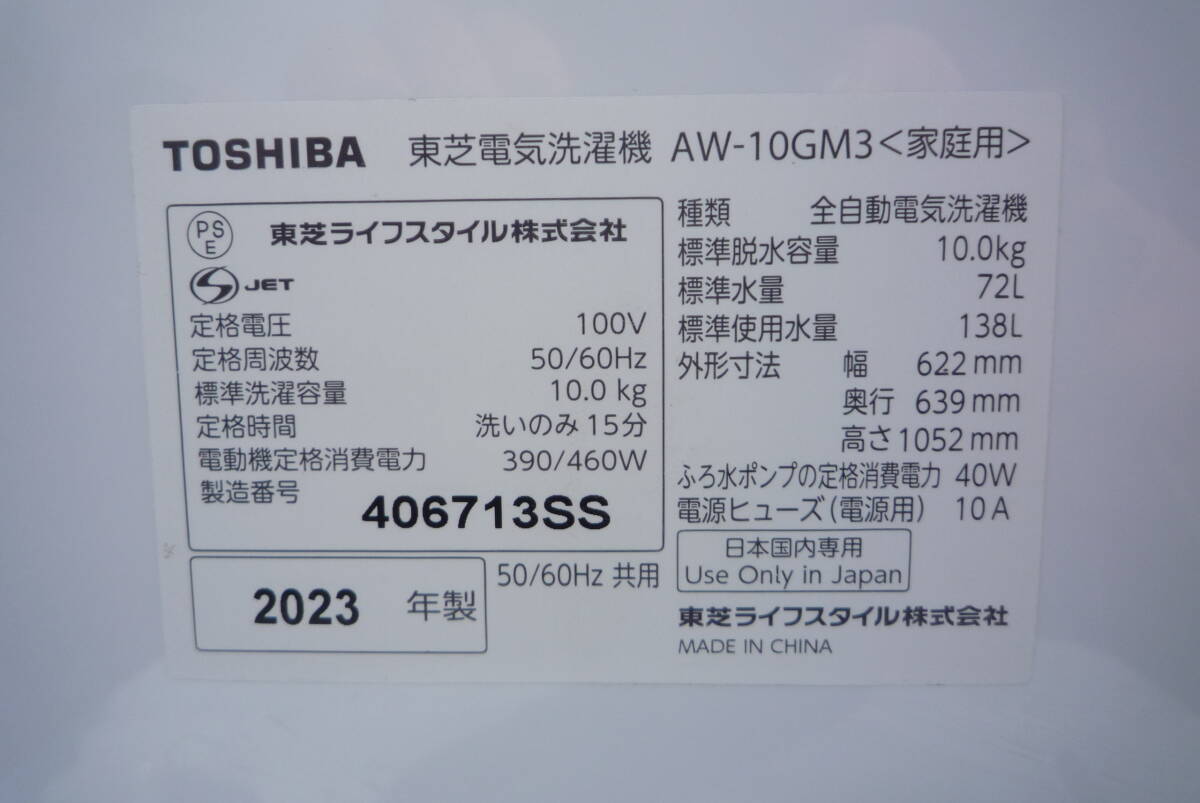 TOSHIBA 東芝電気洗濯機 AW-10GM3<家庭用>
PS
E
東芝ライフスタイル株式会社
S JET
定格電圧 100V
定格周波数 50/60Hz
標準洗濯容量 10.0 kg
定格時間 洗いのみ 15分
電動機定格消費電力 390/460W
製造番号 406713SS
2023 年製
50/60Hz 共用
種類 全自動電気洗濯機
標準脱水容量 10.0kg
標準水量 72L
標準使用水量 138L
外形寸法 幅 622 mm
奥行 639 mm
高さ 1052 mm
ふろ水ポンプの定格消費電力 40W
電源ヒューズ(電源用) 10A
日本国内専用
Use Only in Japan
東芝ライフスタイル株式会社
MADE IN CHINA